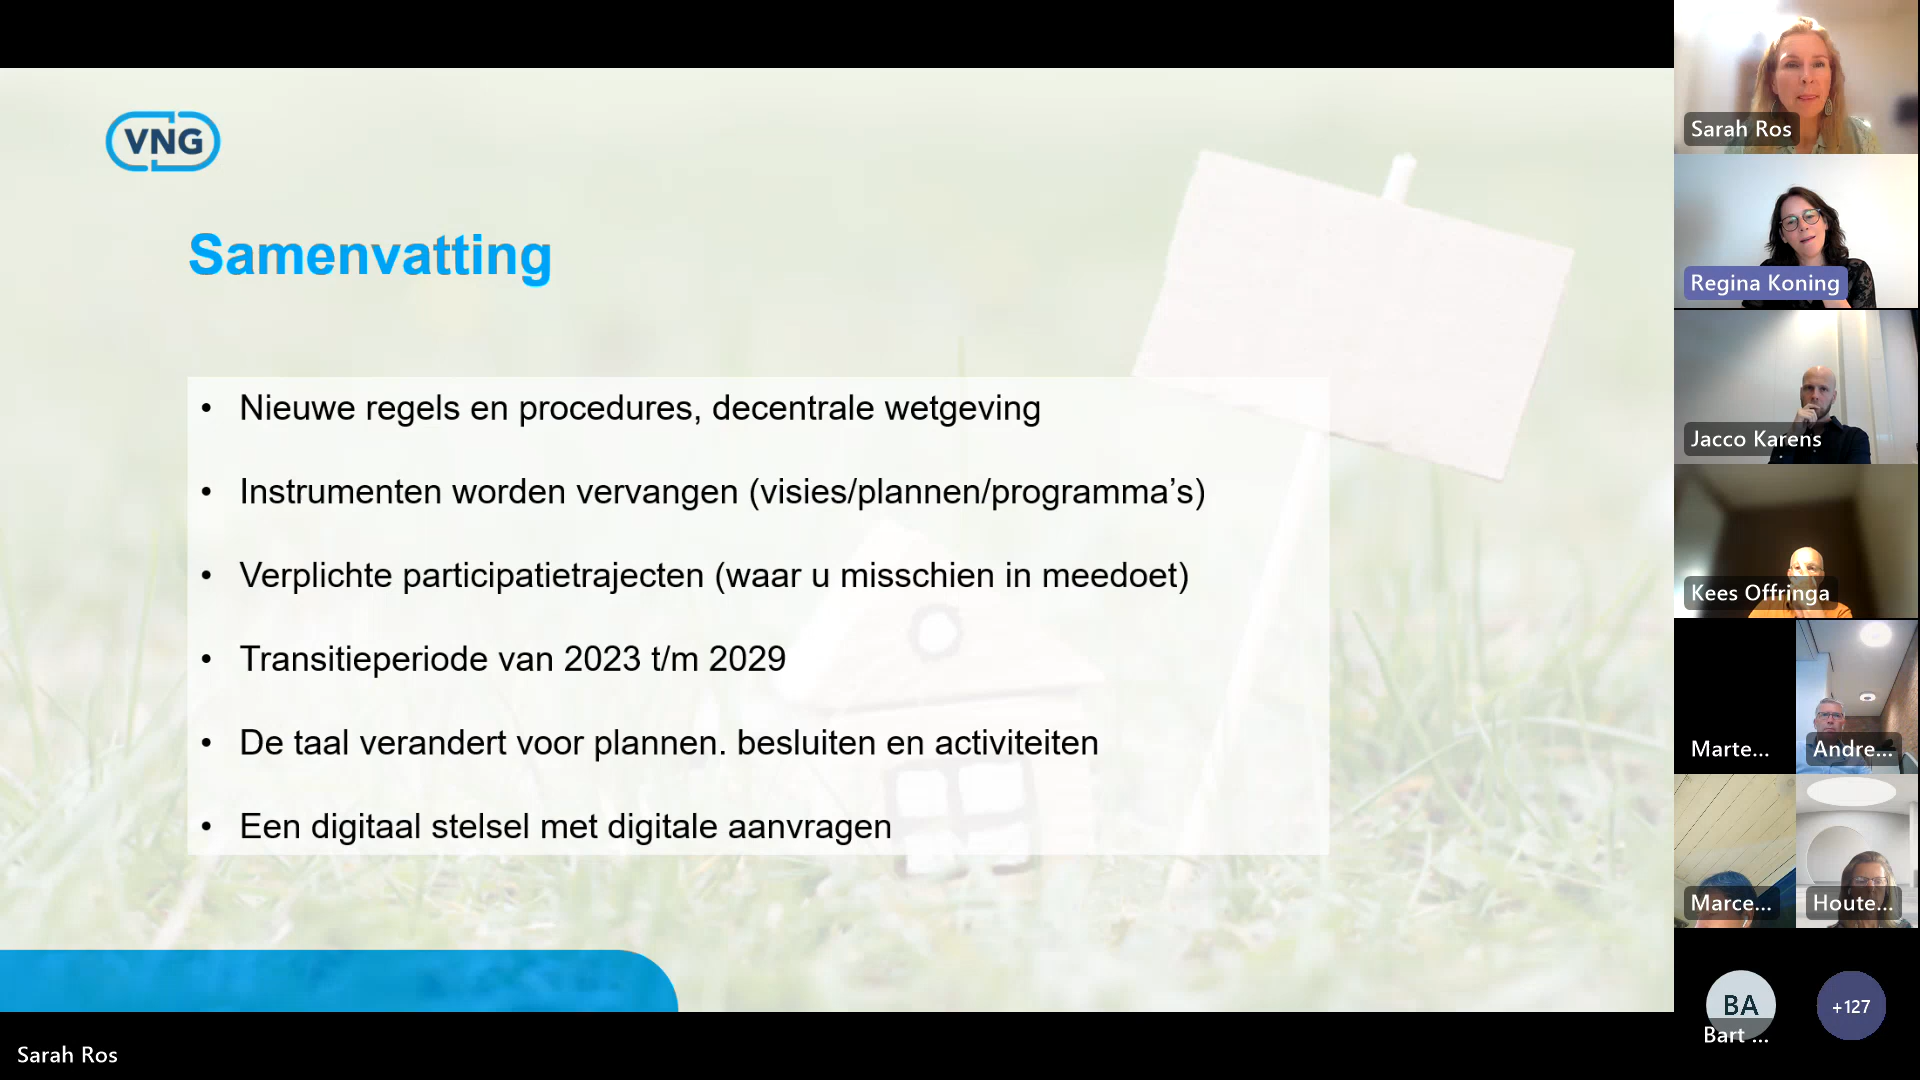 VNG
Samenvatting
• Nieuwe regels en procedures, decentrale wetgeving
• Instrumenten worden vervangen (visies/plannen/programma’s)
• Verplichte participatietrajecten (waar u misschien in meedoet)
• Transitieperiode van 2023 t/m 2029
• De taal verandert voor plannen. besluiten en activiteiten
• Een digitaal stelsel met digitale aanvragen
Sarah Ros
Sarah Ros
Regina Koning
Jacco Karens
Kees Offringa
Marte...
Andre...
Marce...
Houte...
BA
Bart ...
+127